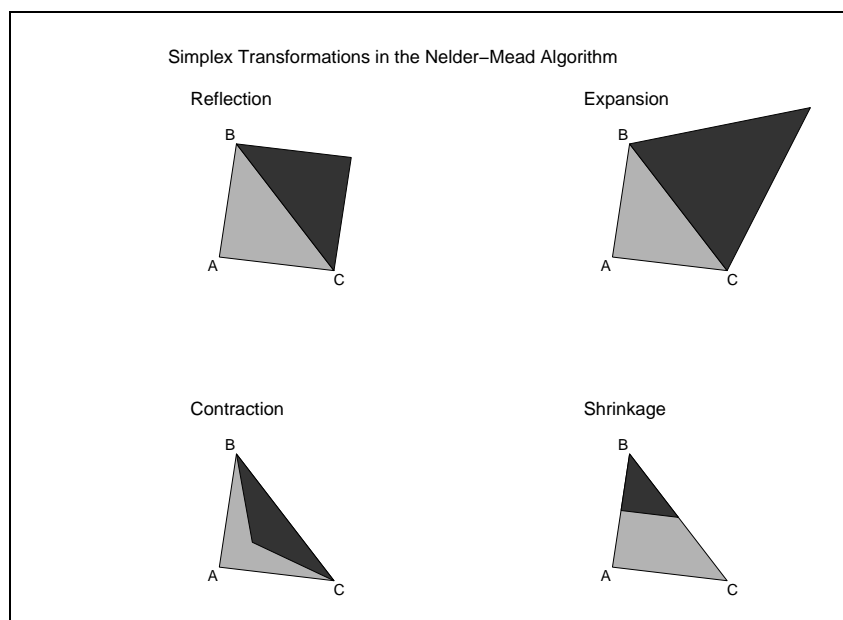 Simplex Transformations in the Nelder−Mead Algorithm
Reflection
Expansion
B
B
A
C
A
C
Contraction
Shrinkage
B
B
A
C
A
C